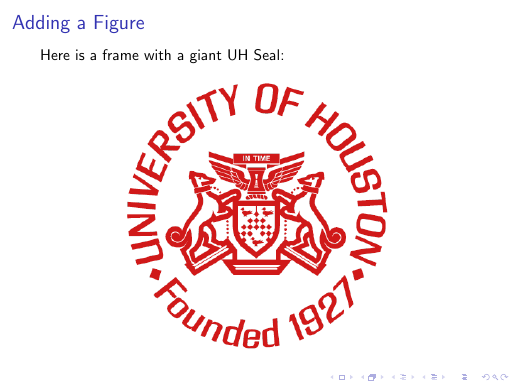 Adding a Figure
Here is a frame with a giant UH Seal:
UNIVERSITY OF HOUSTON
IN TIME
Founded 1927